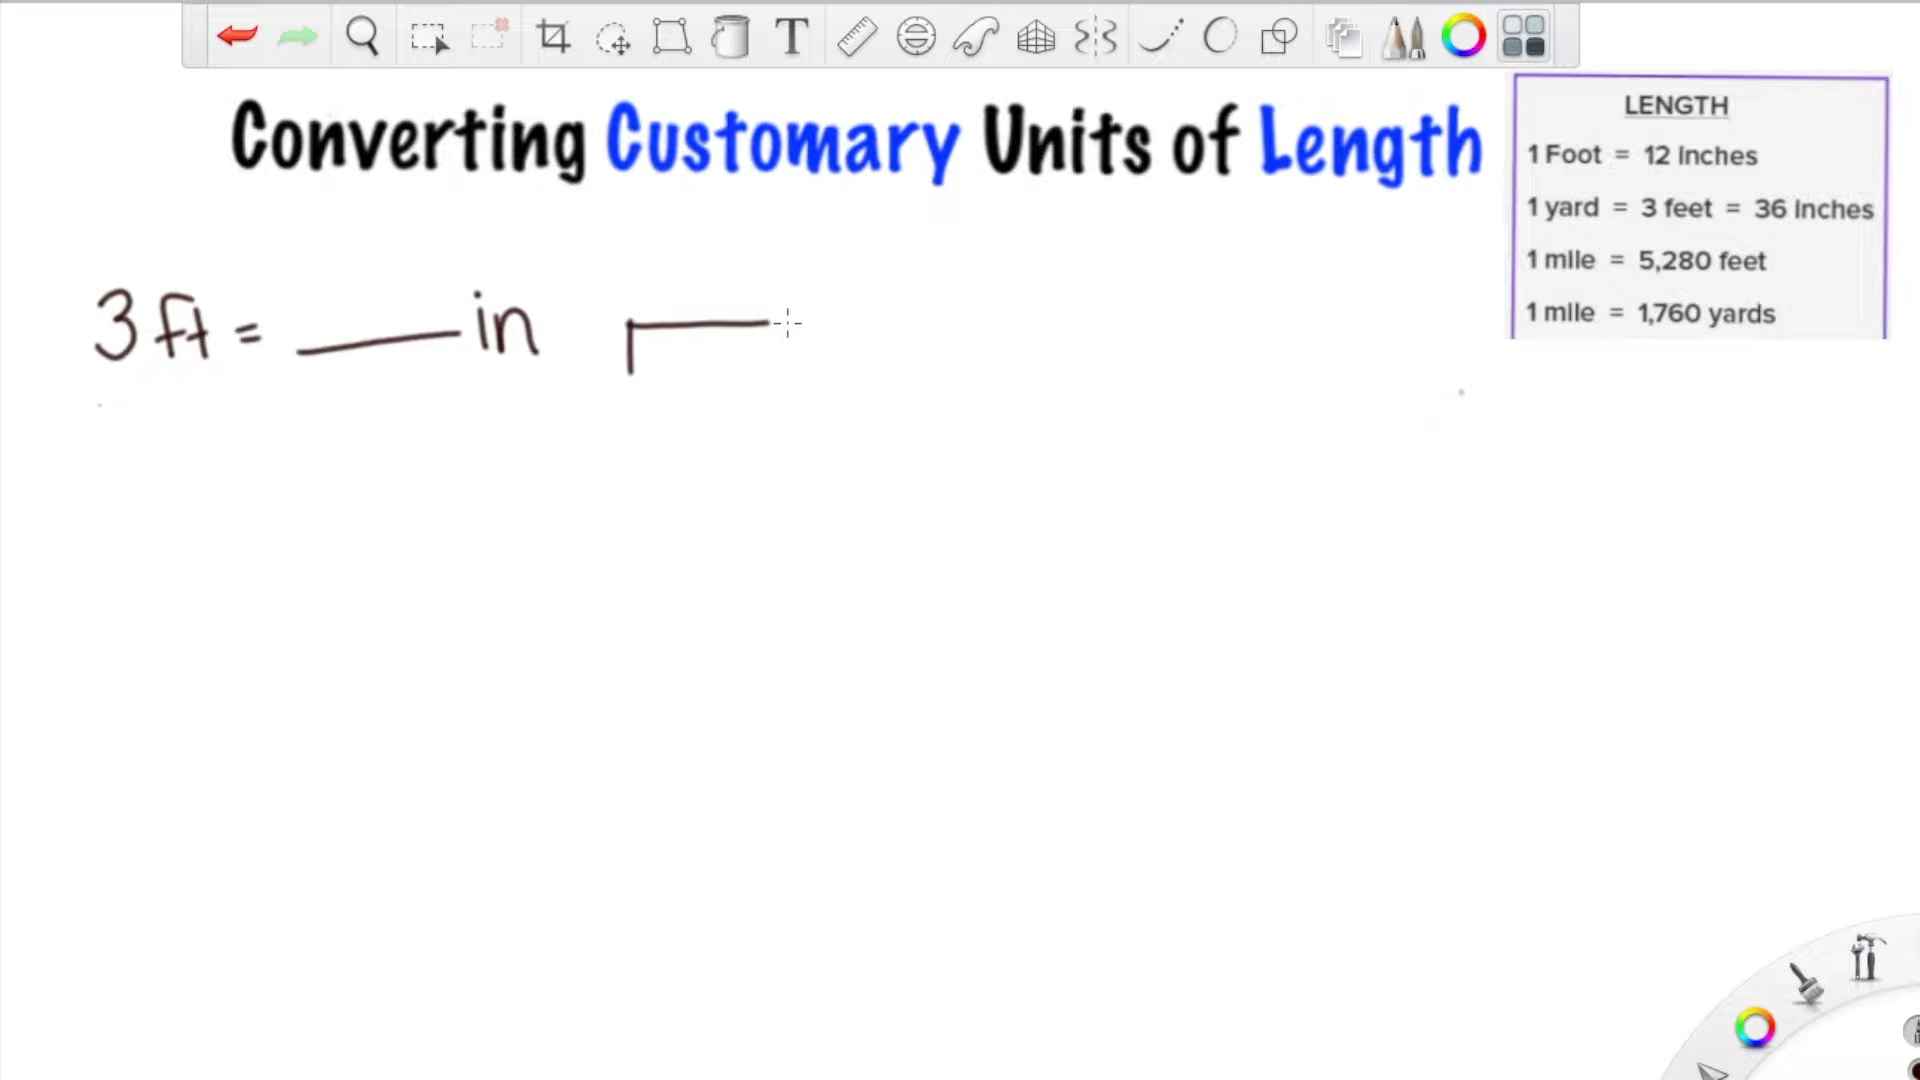 Converting Customary Units of Length
LENGTH
1 Foot = 12 Inches
1 yard = 3 feet = 36 Inches
1 mile = 5,280 feet
1 mile = 1,760 yards
3 ft = ___ in